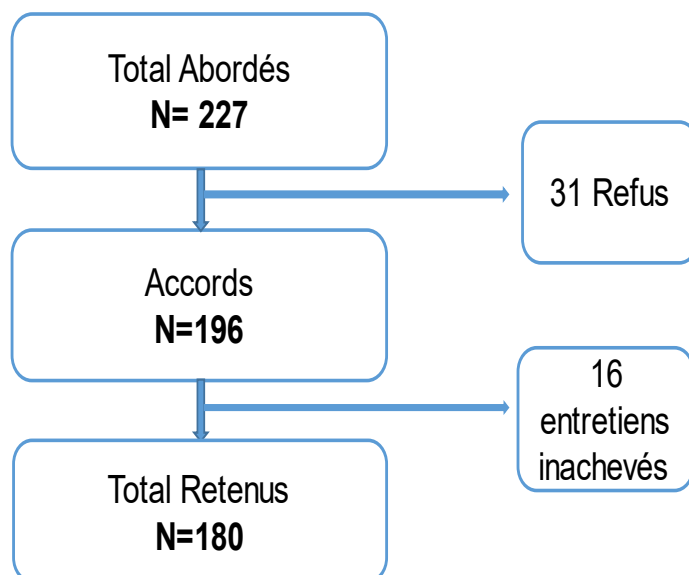 Total Abordés
N= 227
31 Refus
Accords
N=196
16
entretiens
inachevés
Total Retenus
N=180